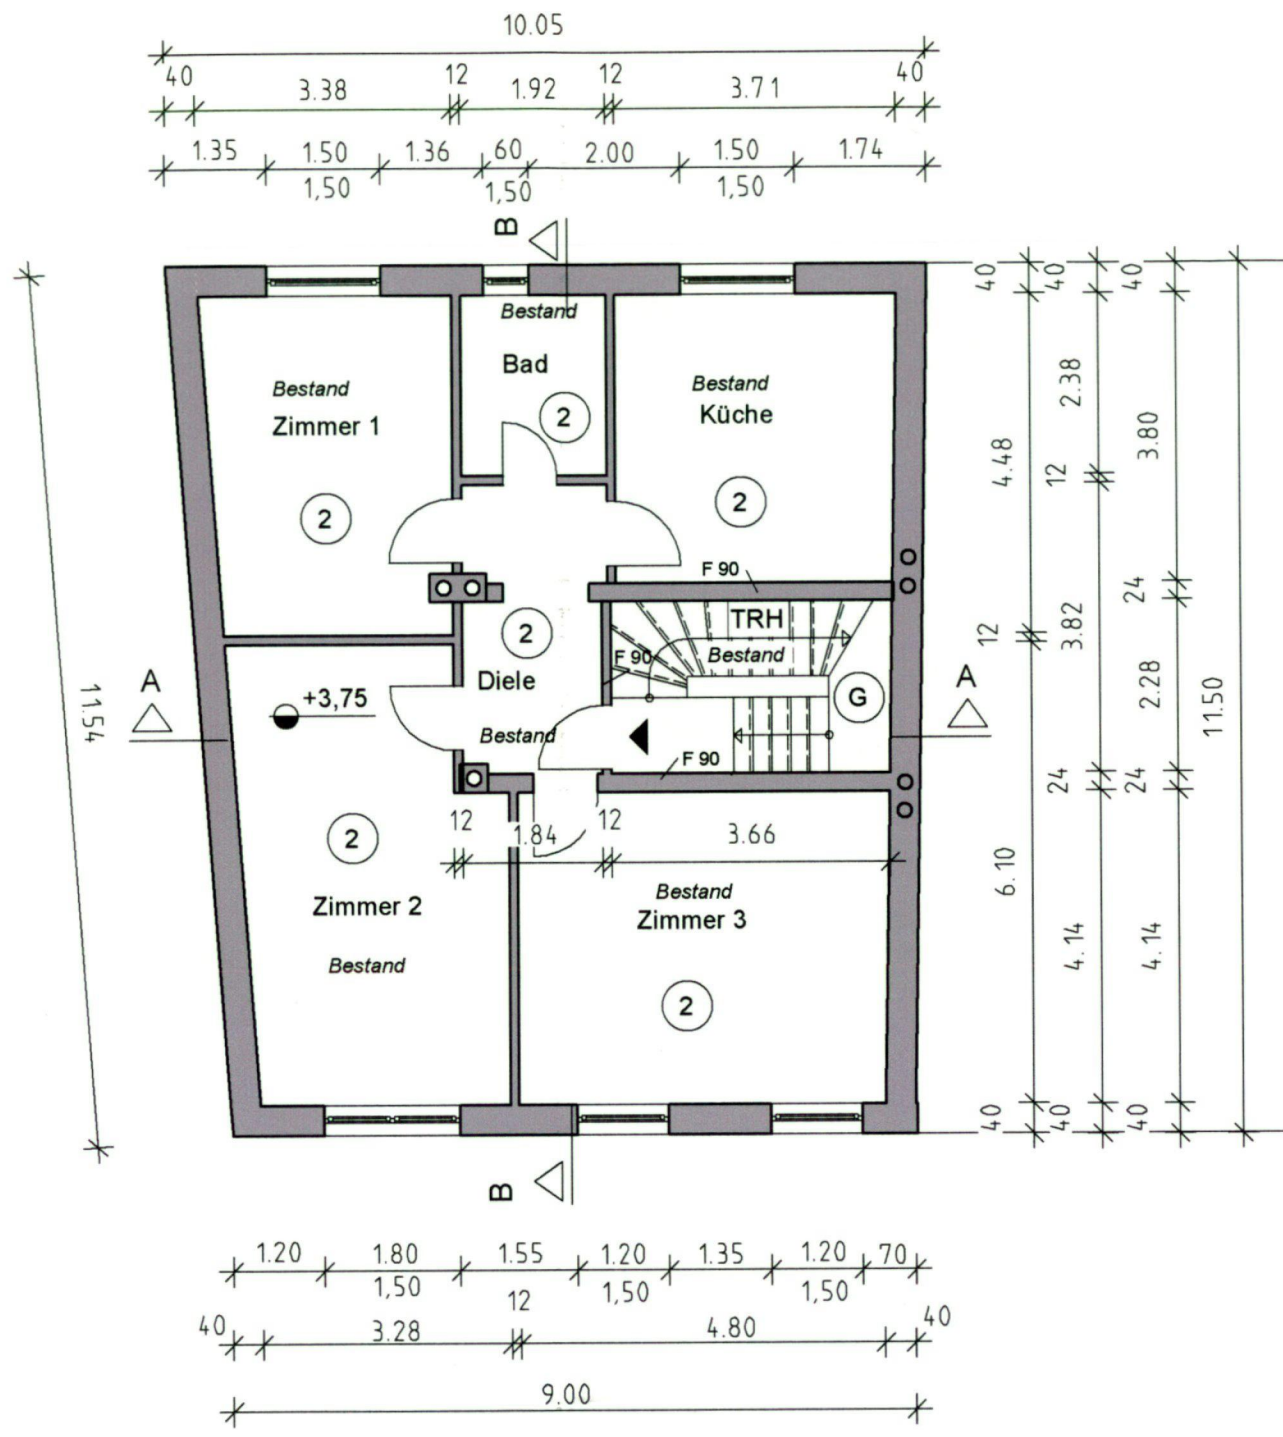 10.05
40 3.38 12 1.92 12 3.71 40
1.35 1.50 1.36 60 2.00 1.50 1.74
1,50 1,50 1,50
B
40 40 40
Bestand
Bad
Bestand
Zimmer 1
Bestand
Küche
2
2
2
2.38
4.48
3.80
12
F 90
TRH
Bestand
F 90
2
Diele
Bestand
G
24
12
3.82
2.28
11.50
11.54
A
A
+3,75
F 90
24
24
12 1.84 12 3.66
2
Zimmer 2
Bestand
Bestand
Zimmer 3
2
6.10
4.14
4.14
40 40 40
B
1.20 1.80 1.55 1.20 1.35 1.20 70
1,50 1,50 1,50
40 3.28 12 4.80 40
9.00